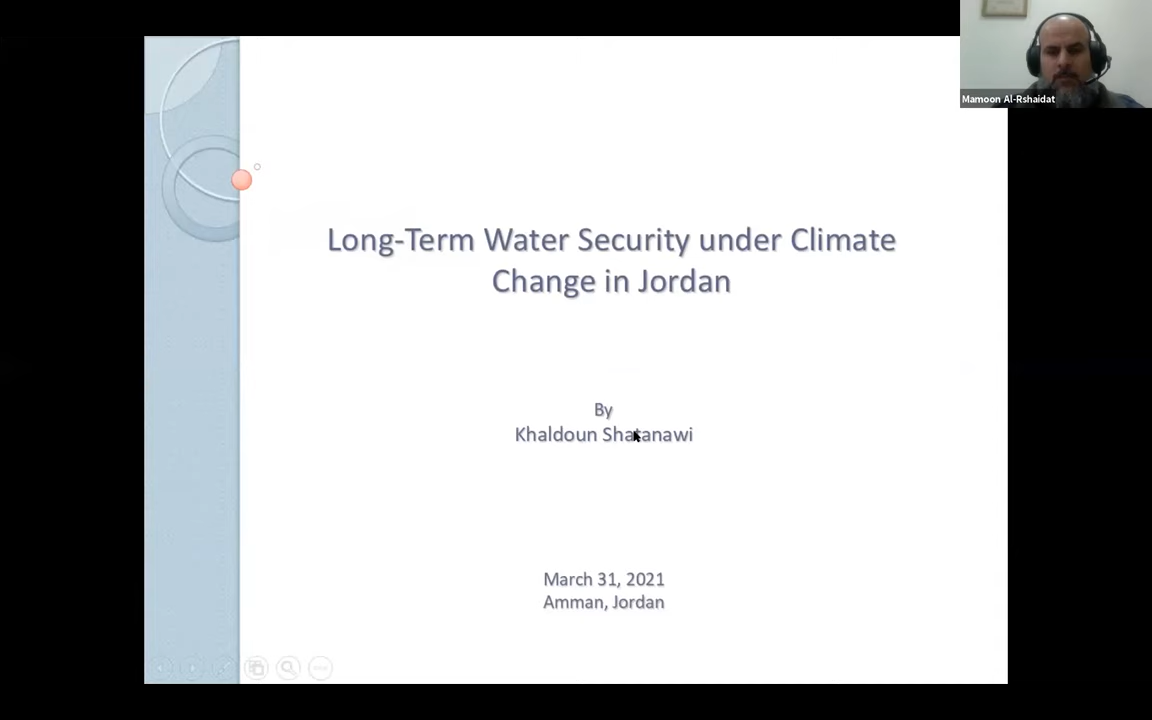 Mamoon Al-Rshaidat
Long-Term Water Security under Climate
Change in Jordan
By
Khaldoun Shatanawi
March 31, 2021
Amman, Jordan